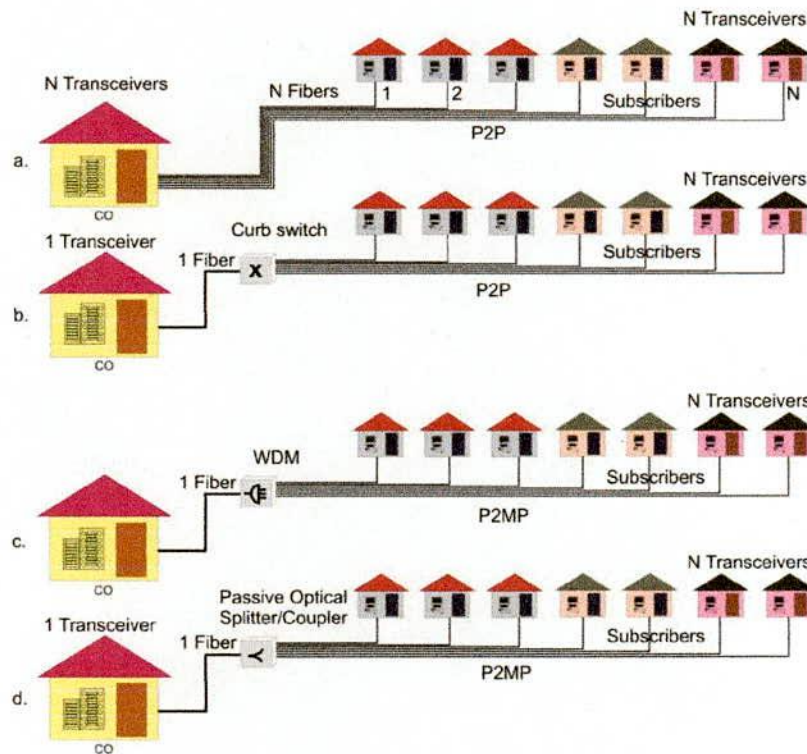 N Transceivers
N Transceivers
N Fibers
1
2
Subscribers
N
P2P
a.
CO
N Transceivers
1 Transceiver
Curb switch
1 Fiber
X
Subscribers
P2P
b.
CO
N Transceivers
WDM
1 Fiber
Subscribers
P2MP
c.
CO
N Transceivers
Passive Optical
Splitter/Coupler
1 Transceiver
1 Fiber
Subscribers
P2MP
d.
CO